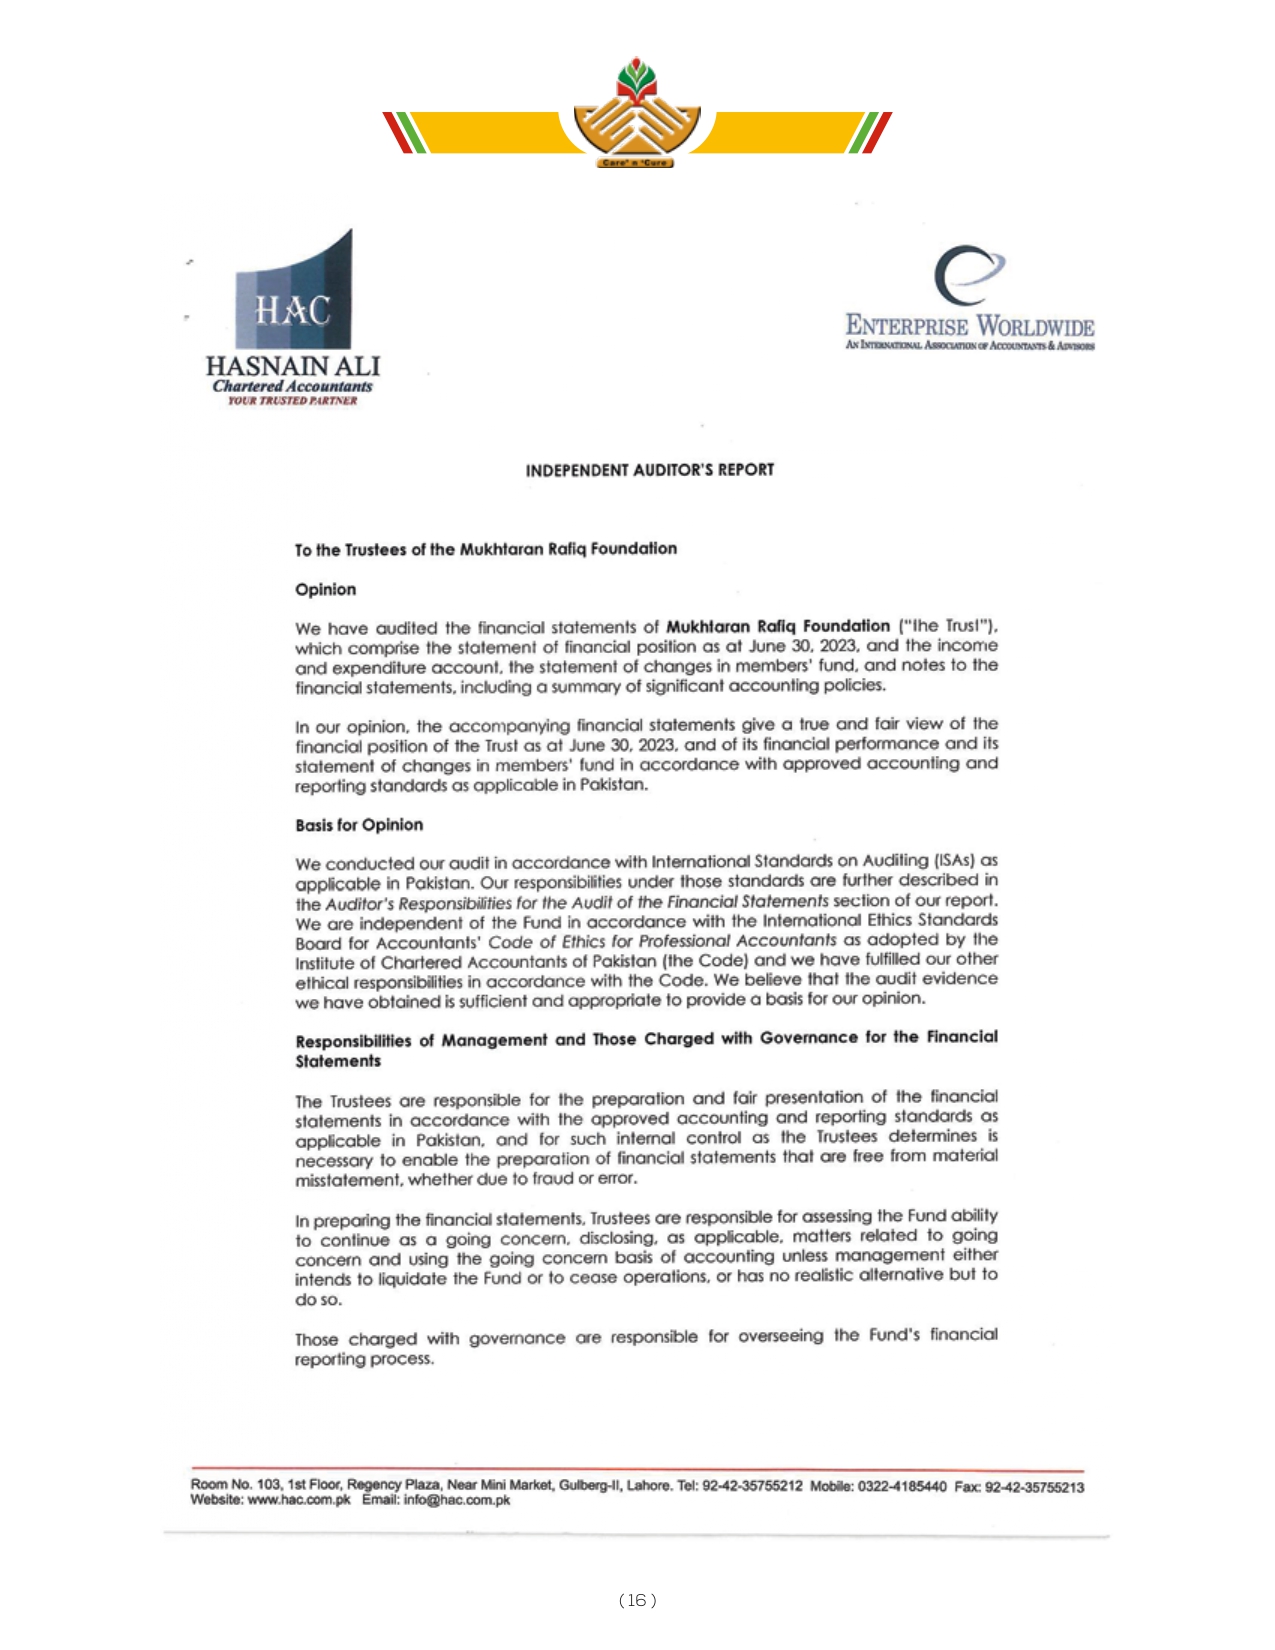 Care' n 'Cure
HAC
HASNAIN ALI
Chartered Accountants
YOUR TRUSTED PARTNER
ENTERPRISE WORLDWIDE
AN INTERNATIONAL ASSOCIATION OF ACCOUNTANTS & ADVISORS
INDEPENDENT AUDITOR'S REPORT
To the Trustees of the Mukhtaran Rafiq Foundation
Opinion
We have audited the financial statements of Mukhtaran Rafiq Foundation ("the Trust"),
which comprise the statement of financial position as at June 30, 2023, and the income
and expenditure account, the statement of changes in members' fund, and notes to the
financial statements, including a summary of significant accounting policies.
In our opinion, the accompanying financial statements give a true and fair view of the
financial position of the Trust as at June 30, 2023, and of its financial performance and its
statement of changes in members' fund in accordance with approved accounting and
reporting standards as applicable in Pakistan.
Basis for Opinion
We conducted our audit in accordance with International Standards on Auditing (ISAs) as
applicable in Pakistan. Our responsibilities under those standards are further described in
the Auditor's Responsibilities for the Audit of the Financial Statements section of our report.
We are independent of the Fund in accordance with the International Ethics Standards
Board for Accountants' Code of Ethics for Professional Accountants as adopted by the
Institute of Chartered Accountants of Pakistan (the Code) and we have fulfilled our other
ethical responsibilities in accordance with the Code. We believe that the audit evidence
we have obtained is sufficient and appropriate to provide a basis for our opinion.
Responsibilities of Management and Those Charged with Governance for the Financial
Statements
The Trustees are responsible for the preparation and fair presentation of the financial
statements in accordance with the approved accounting and reporting standards as
applicable in Pakistan, and for such internal control as the Trustees determines is
necessary to enable the preparation of financial statements that are free from material
misstatement, whether due to fraud or error.
In preparing the financial statements, Trustees are responsible for assessing the Fund ability
to continue as a going concern, disclosing, as applicable, matters related to going
concern and using the going concern basis of accounting unless management either
intends to liquidate the Fund or to cease operations, or has no realistic alternative but to
do so.
Those charged with governance are responsible for overseeing the Fund's financial
reporting process.
Room No. 103, 1st Floor, Regency Plaza, Near Mini Market, Gulberg-II, Lahore. Tel: 92-42-35755212 Mobile: 0322-4185440 Fax: 92-42-35755213
Website: www.hac.com.pk Email: info@hac.com.pk
( 16 )